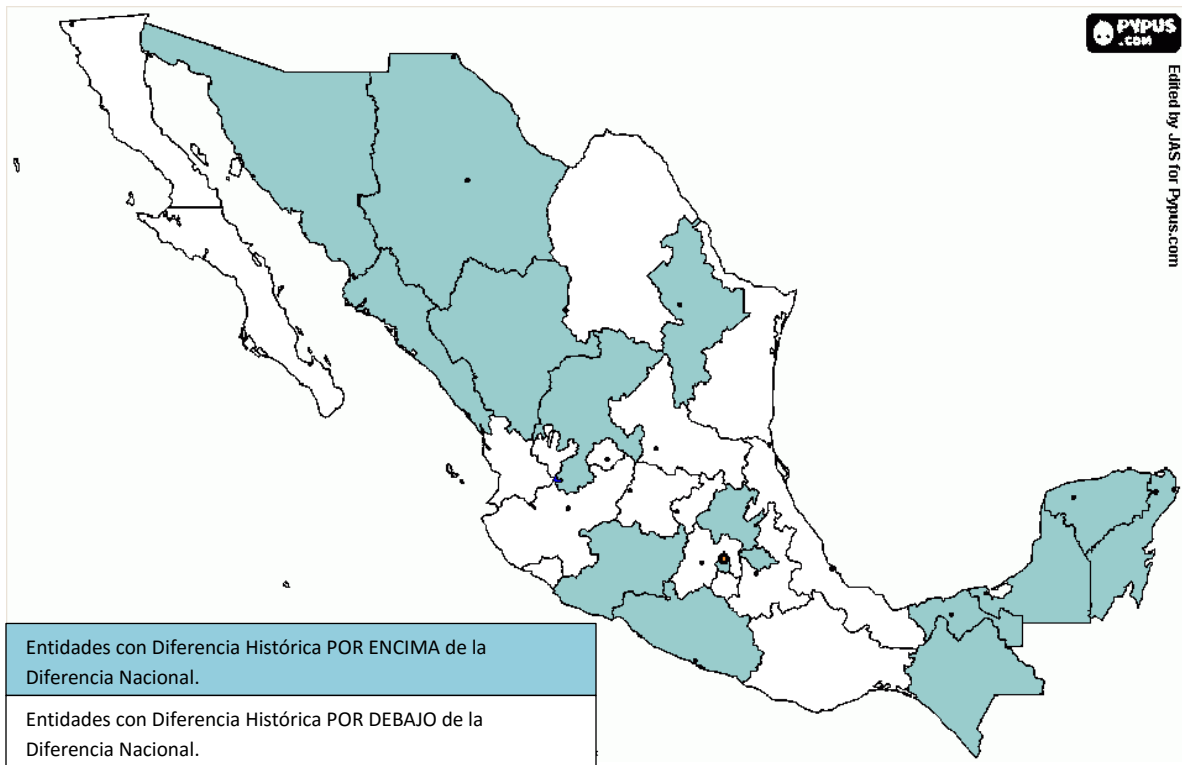 PYPUS
.COM
Edited by JAS for Pypus.com
Entidades con Diferencia Histórica POR ENCIMA de la
Diferencia Nacional.
Entidades con Diferencia Histórica POR DEBAJO de la
Diferencia Nacional.